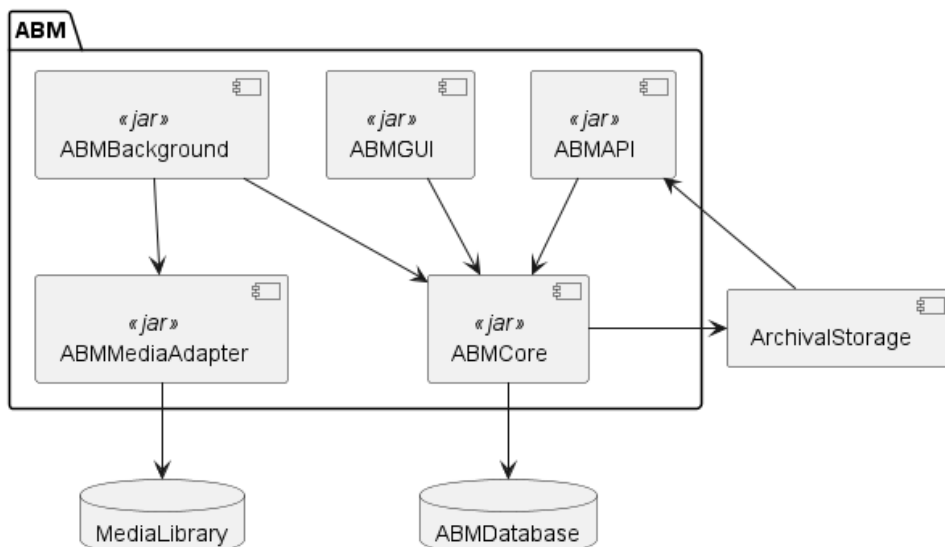 ABM
«jar»
ABMBackground
«jar»
ABMGUI
«jar»
ABMAPI
«jar»
ABMMediaAdapter
«jar»
ABMCore
ArchivalStorage
MediaLibrary
ABMDatabase